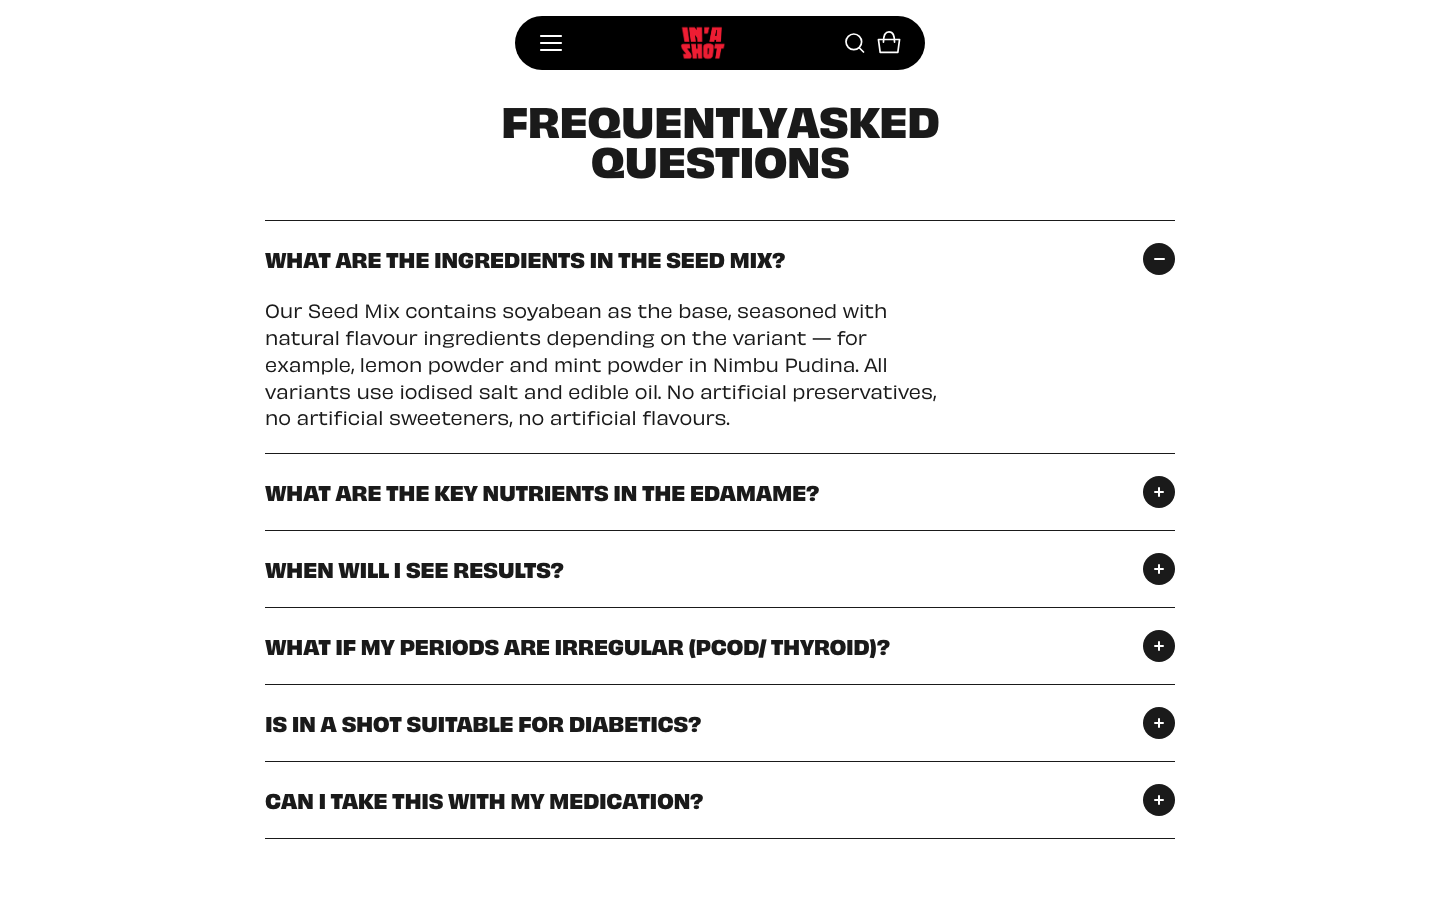 IN'A
SHOT
FREQUENTLYASKED
QUESTIONS
WHAT ARE THE INGREDIENTS IN THE SEED MIX?
Our Seed Mix contains soyabean as the base, seasoned with
natural flavour ingredients depending on the variant — for
example, lemon powder and mint powder in Nimbu Pudina. All
variants use iodised salt and edible oil. No artificial preservatives,
no artificial sweeteners, no artificial flavours.
WHAT ARE THE KEY NUTRIENTS IN THE EDAMAME?
WHEN WILL I SEE RESULTS?
WHAT IF MY PERIODS ARE IRREGULAR (PCOD/ THYROID)?
IS IN A SHOT SUITABLE FOR DIABETICS?
CAN I TAKE THIS WITH MY MEDICATION?